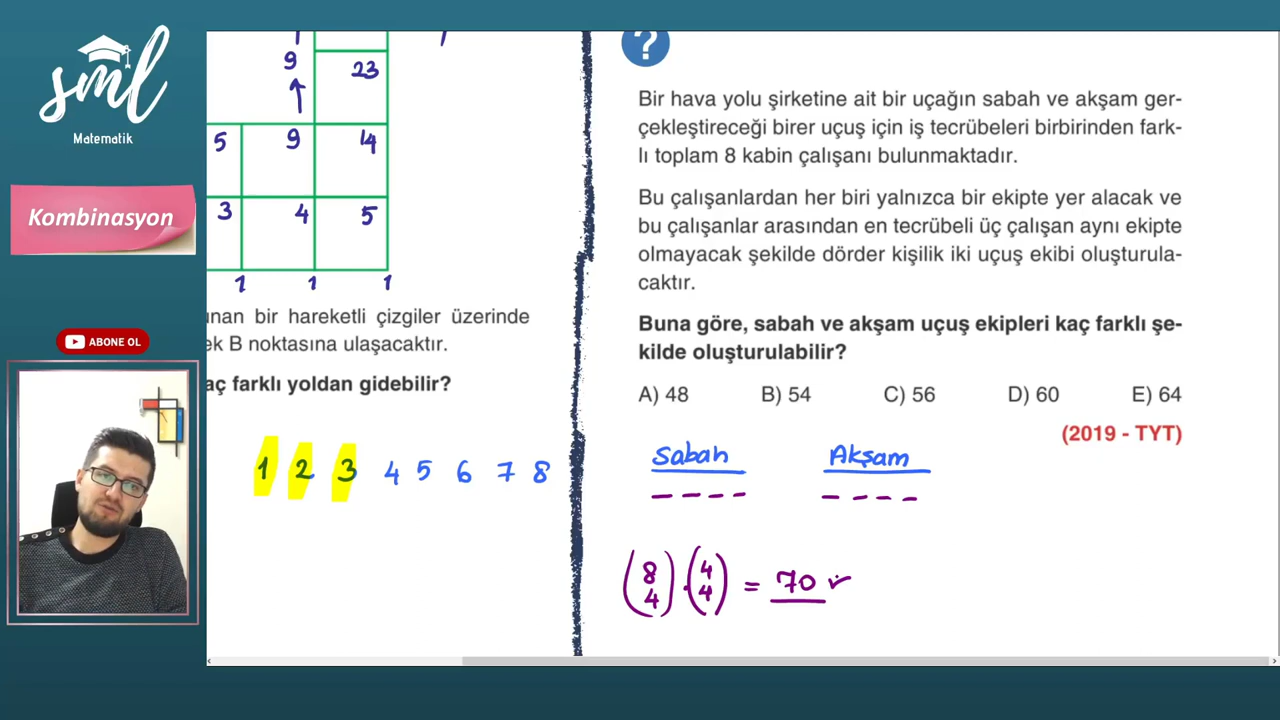 sml
Matematik
Kombinasyon
ABONE OL
9
23
5 9 14
3 4 5
1 1 1
unan bir hareketli çizgiler üzerinde
ek B noktasına ulaşacaktır.
aç farklı yoldan gidebilir?
1 2 3 4 5 6 7 8
?
Bir hava yolu şirketine ait bir uçağın sabah ve akşam ger-
çekleştireceği birer uçuş için iş tecrübeleri birbirinden fark-
lı toplam 8 kabin çalışanı bulunmaktadır.
Bu çalışanlardan her biri yalnızca bir ekipte yer alacak ve
bu çalışanlar arasından en tecrübeli üç çalışan aynı ekipte
olmayacak şekilde dörder kişilik iki uçuş ekibi oluşturula-
caktır.
Buna göre, sabah ve akşam uçuş ekipleri kaç farklı şe-
kilde oluşturulabilir?
A) 48 B) 54 C) 56 D) 60 E) 64
(2019 - TYT)
Sabah Akşam
(8 4) . (4 4) = 70 ✓